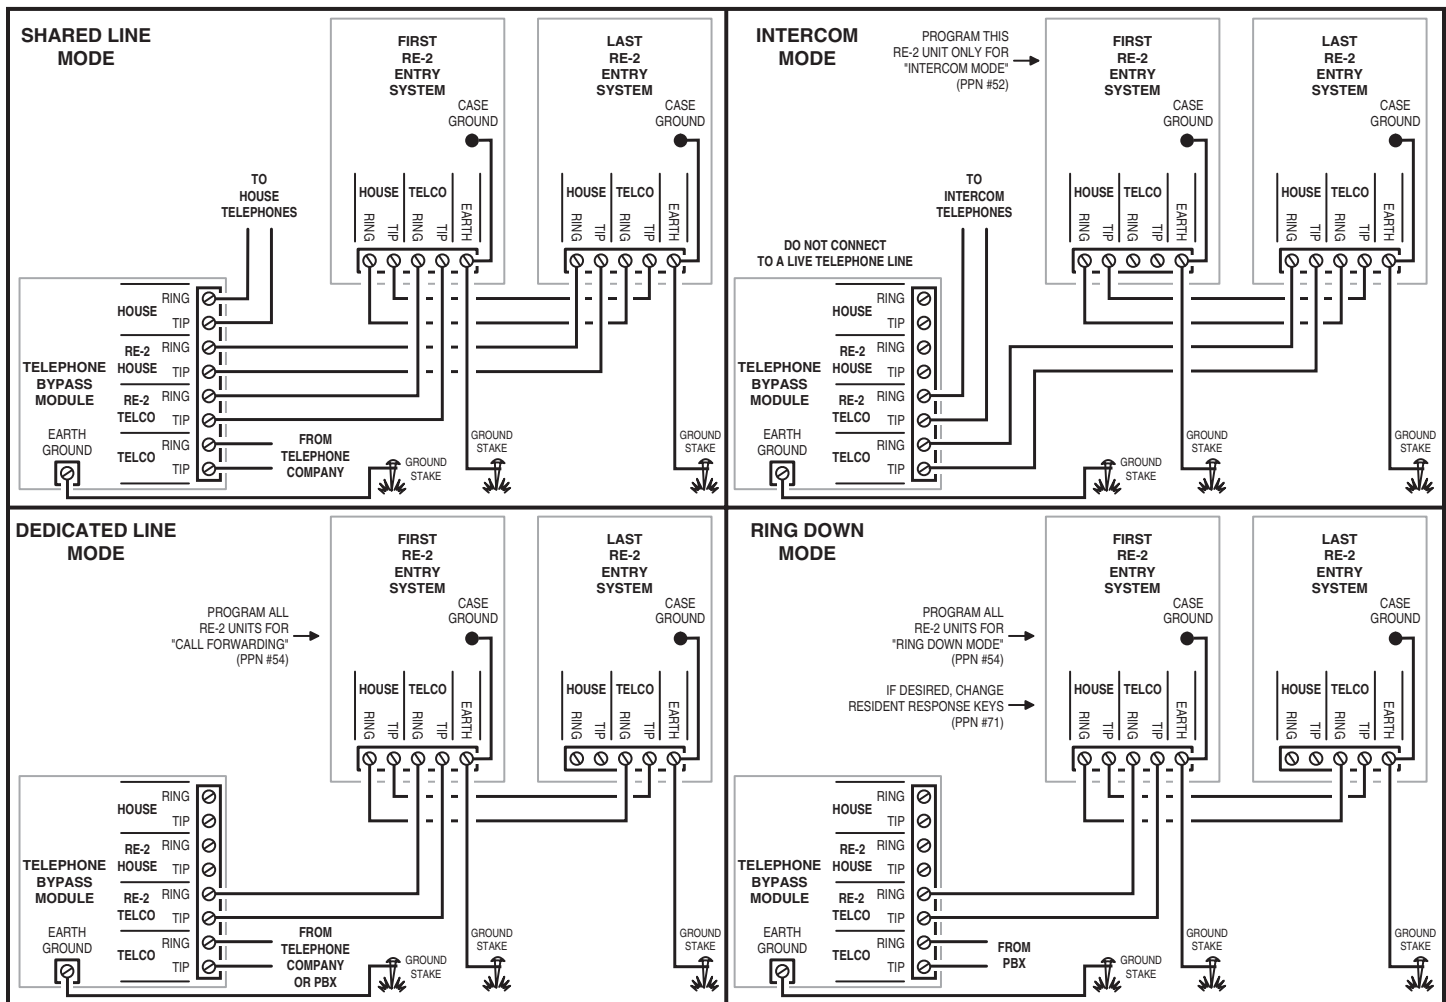 SHARED LINE
MODE
FIRST
RE-2
ENTRY
SYSTEM
CASE
GROUND
LAST
RE-2
ENTRY
SYSTEM
CASE
GROUND
TO
HOUSE
TELEPHONES
HOUSE TELCO
RING TIP RING TIP EARTH
HOUSE TELCO
RING TIP RING TIP EARTH
TELEPHONE
BYPASS
MODULE
EARTH
GROUND
HOUSE
RING
TIP
RE-2
HOUSE
RING
TIP
RE-2
TELCO
RING
TIP
TELCO
RING
TIP
FROM
TELEPHONE
COMPANY
GROUND
STAKE
GROUND
STAKE
GROUND
STAKE
INTERCOM
MODE
PROGRAM THIS
RE-2 UNIT ONLY FOR
"INTERCOM MODE"
(PPN #52)
FIRST
RE-2
ENTRY
SYSTEM
CASE
GROUND
LAST
RE-2
ENTRY
SYSTEM
CASE
GROUND
TO
INTERCOM
TELEPHONES
DO NOT CONNECT
TO A LIVE TELEPHONE LINE
HOUSE TELCO
RING TIP RING TIP EARTH
HOUSE TELCO
RING TIP RING TIP EARTH
TELEPHONE
BYPASS
MODULE
EARTH
GROUND
HOUSE
RING
TIP
RE-2
HOUSE
RING
TIP
RE-2
TELCO
RING
TIP
TELCO
RING
TIP
GROUND
STAKE
GROUND
STAKE
GROUND
STAKE
DEDICATED LINE
MODE
PROGRAM ALL
RE-2 UNITS FOR
"CALL FORWARDING"
(PPN #54)
FIRST
RE-2
ENTRY
SYSTEM
CASE
GROUND
LAST
RE-2
ENTRY
SYSTEM
CASE
GROUND
HOUSE TELCO
RING TIP RING TIP EARTH
HOUSE TELCO
RING TIP RING TIP EARTH
TELEPHONE
BYPASS
MODULE
EARTH
GROUND
HOUSE
RING
TIP
RE-2
HOUSE
RING
TIP
RE-2
TELCO
RING
TIP
TELCO
RING
TIP
FROM
TELEPHONE
COMPANY
OR PBX
GROUND
STAKE
GROUND
STAKE
GROUND
STAKE
RING DOWN
MODE
PROGRAM ALL
RE-2 UNITS FOR
"RING DOWN MODE"
(PPN #54)
IF DESIRED, CHANGE
RESIDENT RESPONSE KEYS
(PPN #71)
FIRST
RE-2
ENTRY
SYSTEM
CASE
GROUND
LAST
RE-2
ENTRY
SYSTEM
CASE
GROUND
HOUSE TELCO
RING TIP RING TIP EARTH
HOUSE TELCO
RING TIP RING TIP EARTH
TELEPHONE
BYPASS
MODULE
EARTH
GROUND
HOUSE
RING
TIP
RE-2
HOUSE
RING
TIP
RE-2
TELCO
RING
TIP
TELCO
RING
TIP
FROM
PBX
GROUND
STAKE
GROUND
STAKE
GROUND
STAKE